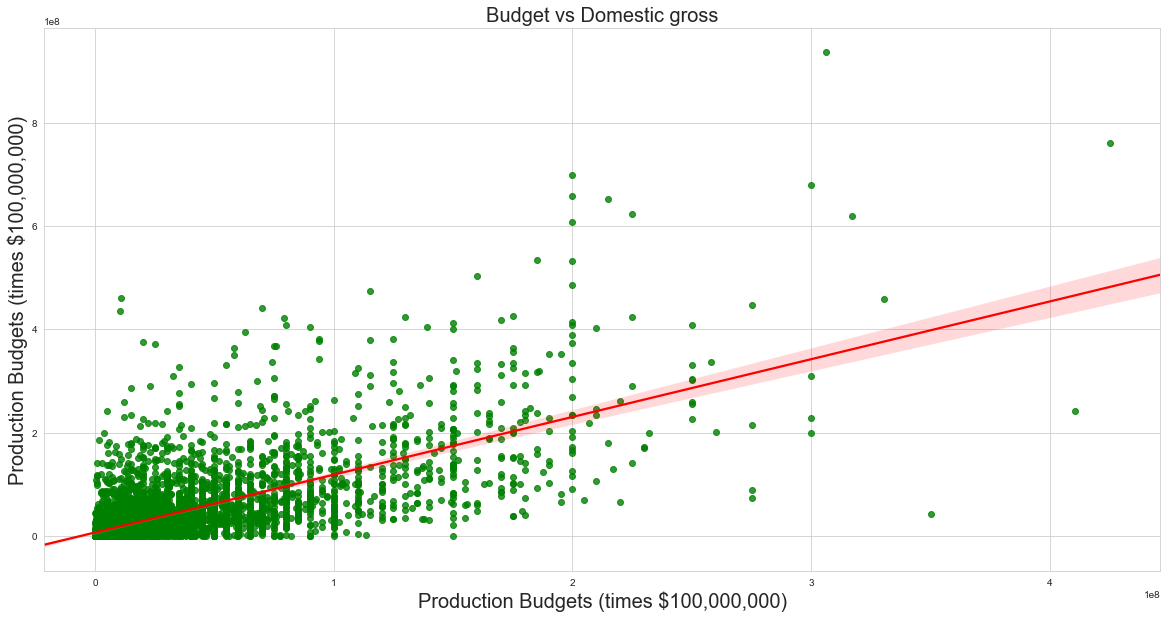 Budget vs Domestic gross
1e8
Production Budgets (times $100,000,000)
8
6
4
2
0
0 1 2 3 4
1e8
Production Budgets (times $100,000,000)